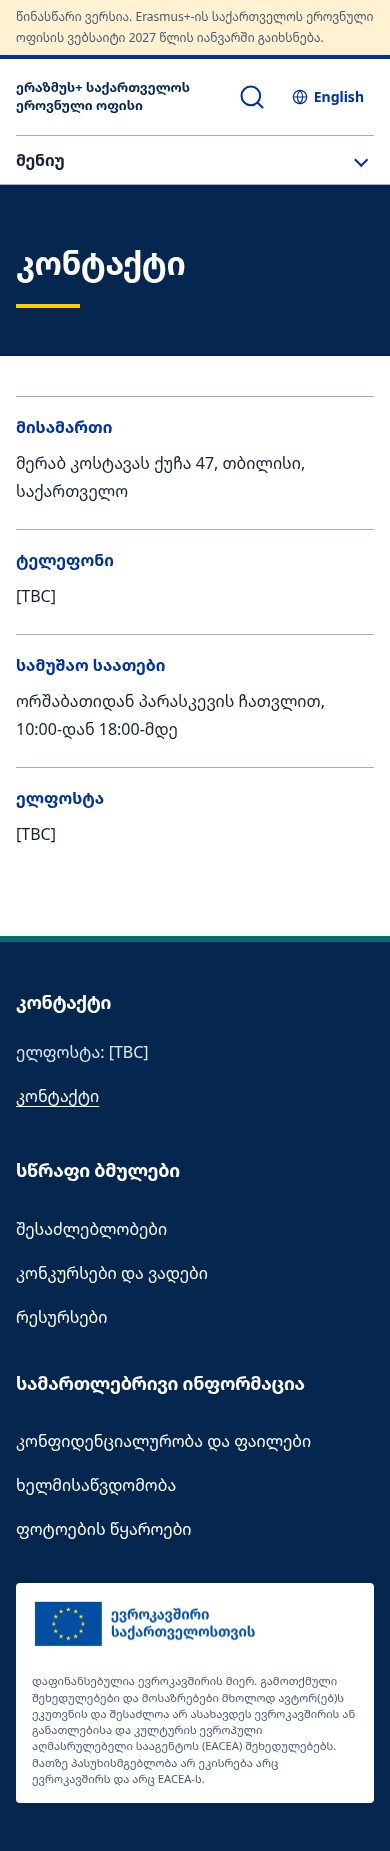 წინასწარი ვერსია. Erasmus+-ის საქართველოს ეროვნული
ოფისის ვებსაიტი 2027 წლის იანვარში გაიხსნება.
ერაზმუს+ საქართველოს
ეროვნული ოფისი
English
მენიუ
კონტაქტი
მისამართი
მერაბ კოსტავას ქუჩა 47, თბილისი,
საქართველო
ტელეფონი
[TBC]
სამუშაო საათები
ორშაბათიდან პარასკევის ჩათვლით,
10:00-დან 18:00-მდე
ელფოსტა
[TBC]
კონტაქტი
ელფოსტა: [TBC]
კონტაქტი
სწრაფი ბმულები
შესაძლებლობები
კონკურსები და ვადები
რესურსები
სამართლებრივი ინფორმაცია
კონფიდენციალურობა და ფაილები
ხელმისაწვდომობა
ფოტოების წყაროები
ევროკავშირი
საქართველოსთვის
დაფინანსებულია ევროკავშირის მიერ. გამოთქმული
შეხედულებები და მოსაზრებები მხოლოდ ავტორ(ებ)ს
ეკუთვნის და შესაძლოა არ ასახავდეს ევროკავშირის ან
განათლებისა და კულტურის ევროპული
აღმასრულებელი სააგენტოს (EACEA) შეხედულებებს.
მათზე პასუხისმგებლობა არ ეკისრება არც
ევროკავშირს და არც EACEA-ს.